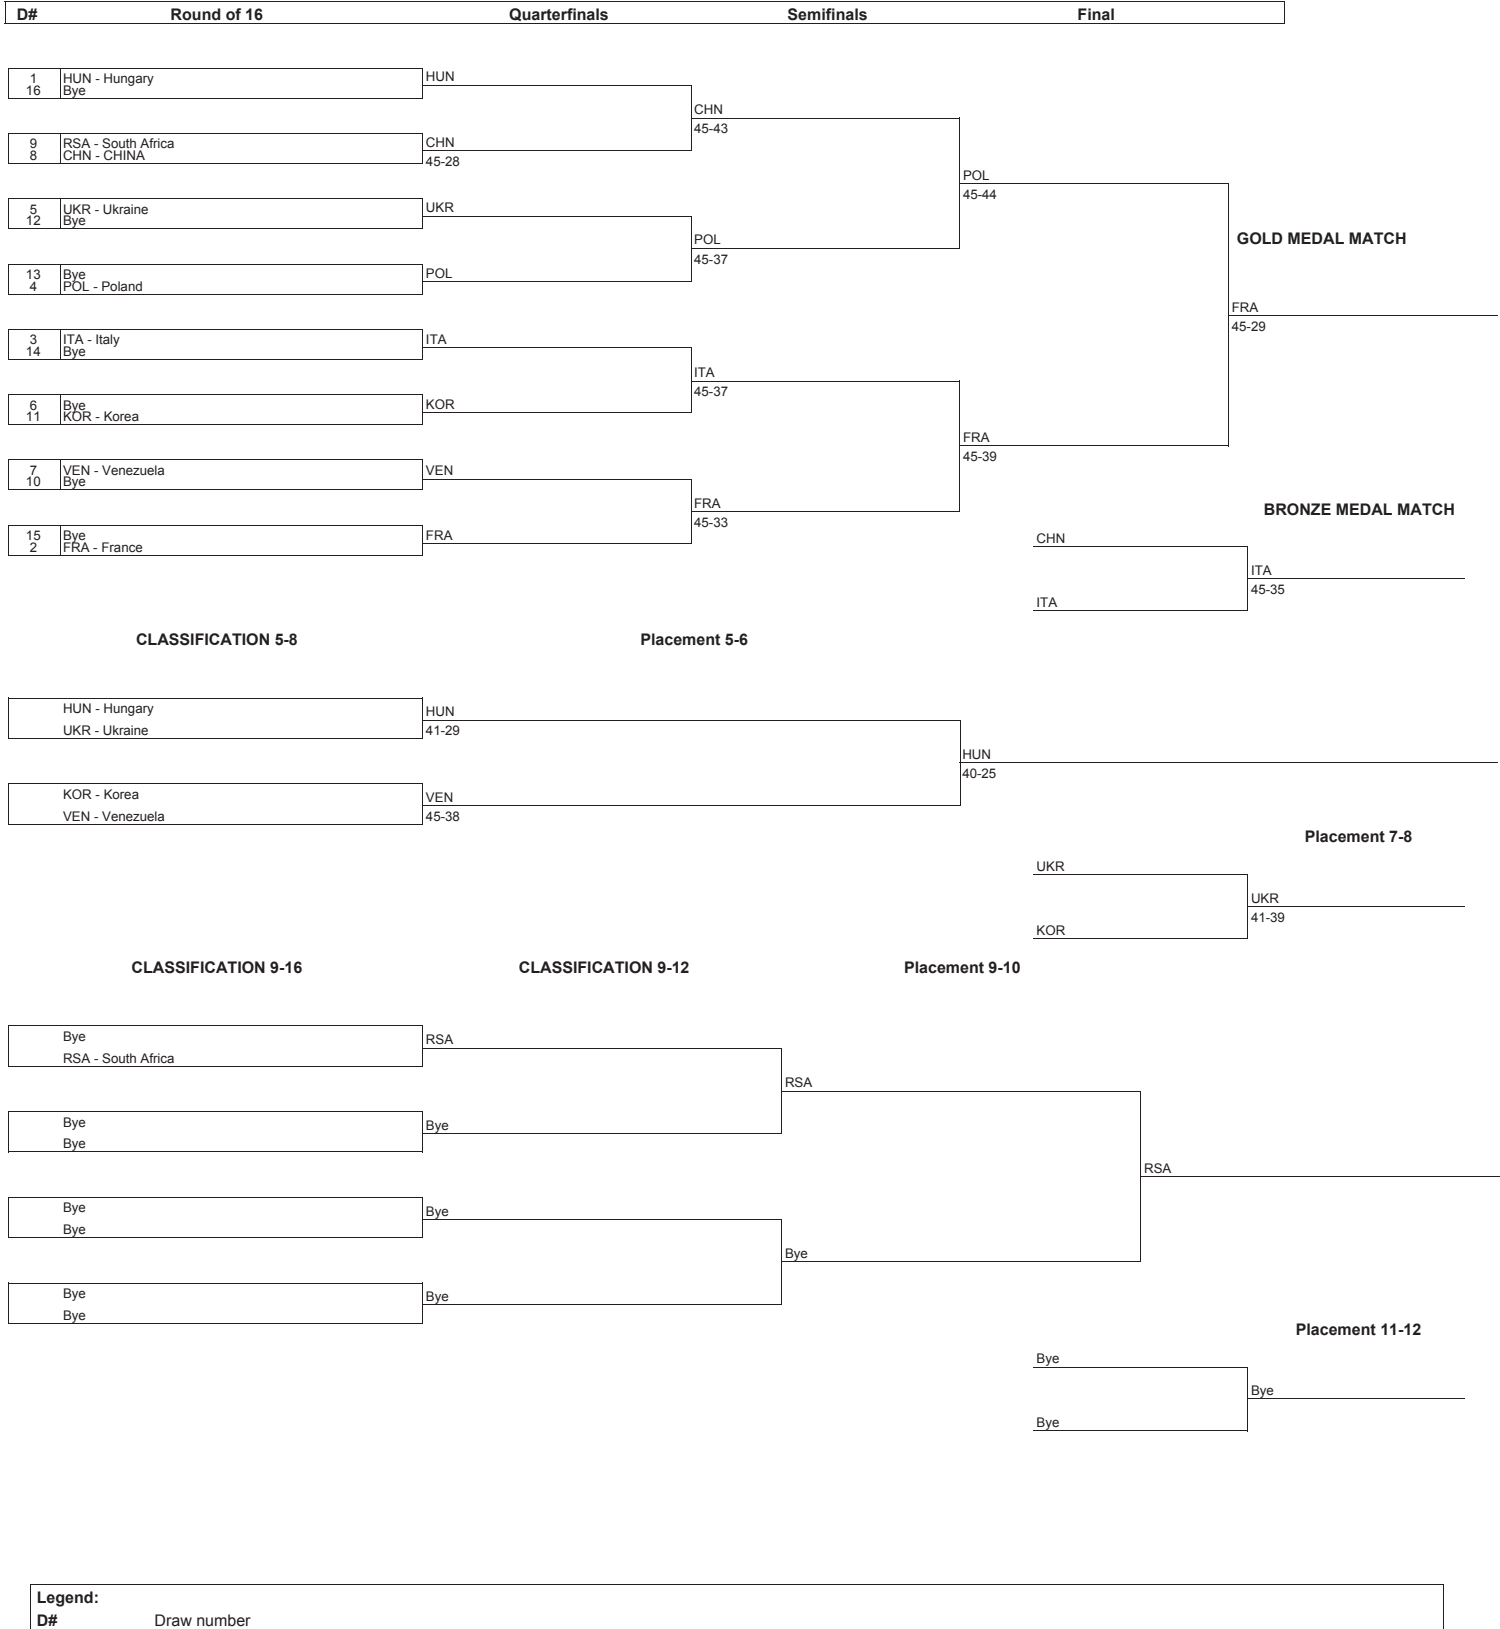 D# Round of 16 Quarterfinals Semifinals Final
1 HUN - Hungary
16 Bye
HUN
CHN
45-43
9 RSA - South Africa
8 CHN - CHINA
CHN
45-28
POL
45-44
5 UKR - Ukraine
12 Bye
UKR
POL
45-37
GOLD MEDAL MATCH
13 Bye
4 POL - Poland
POL
FRA
45-29
3 ITA - Italy
14 Bye
ITA
ITA
45-37
6 Bye
11 KOR - Korea
KOR
FRA
45-39
7 VEN - Venezuela
10 Bye
VEN
FRA
45-33
BRONZE MEDAL MATCH
15 Bye
2 FRA - France
FRA
CHN
ITA
45-35
ITA
CLASSIFICATION 5-8 Placement 5-6
HUN - Hungary
UKR - Ukraine
HUN
41-29
HUN
40-25
KOR - Korea
VEN - Venezuela
VEN
45-38
Placement 7-8
UKR
UKR
41-39
KOR
CLASSIFICATION 9-16 CLASSIFICATION 9-12 Placement 9-10
Bye
RSA - South Africa
RSA
RSA
Bye
Bye
Bye
RSA
Bye
Bye
Bye
Bye
Bye
Bye
Bye
Placement 11-12
Bye
Bye
Bye
Legend:
D# Draw number